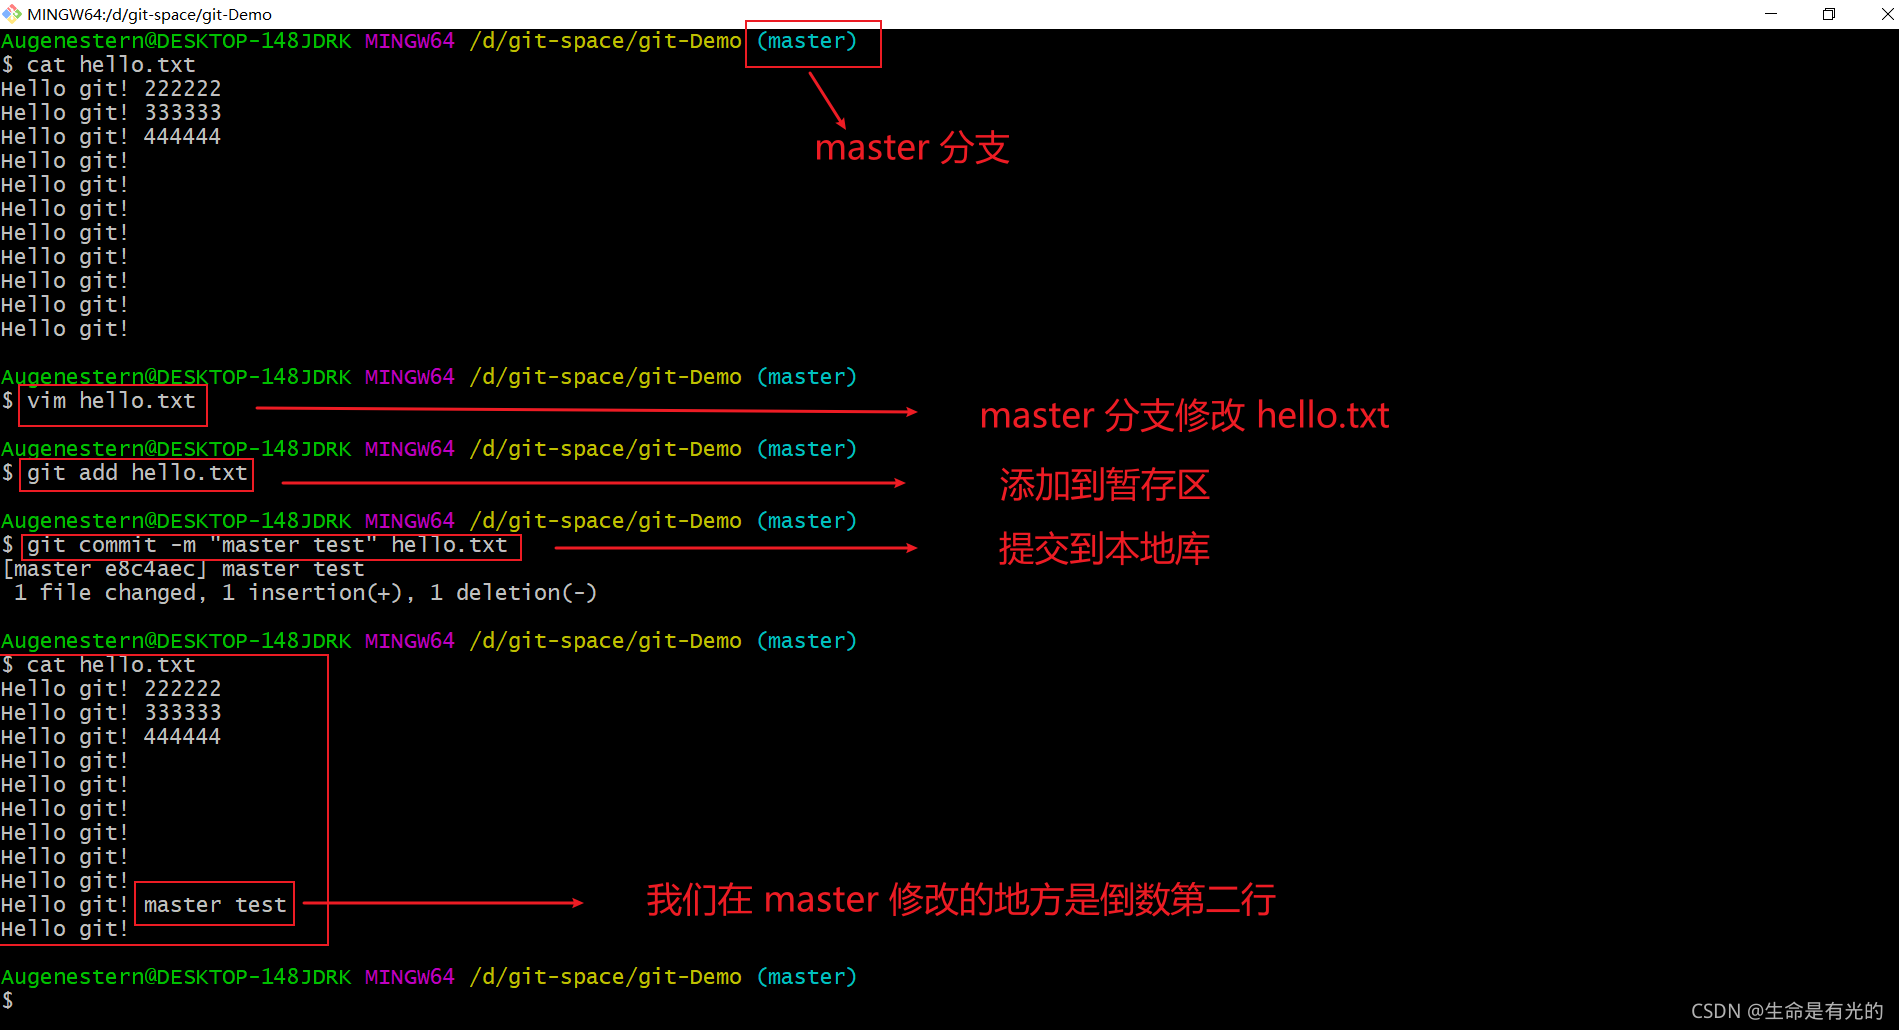 MINGW64:/d/git-space/git-Demo
Augenestern@DESKTOP-148JDRK MINGW64 /d/git-space/git-Demo (master)
$ cat hello.txt
Hello git! 222222
Hello git! 333333
Hello git! 444444
master 分支
Hello git!
Hello git!
Hello git!
Hello git!
Hello git!
Hello git!
Hello git!
Hello git!
Augenestern@DESKTOP-148JDRK MINGW64 /d/git-space/git-Demo (master)
$ vim hello.txt
master 分支修改 hello.txt
Augenestern@DESKTOP-148JDRK MINGW64 /d/git-space/git-Demo (master)
$ git add hello.txt
添加到暂存区
Augenestern@DESKTOP-148JDRK MINGW64 /d/git-space/git-Demo (master)
$ git commit -m "master test" hello.txt
提交到本地库
[master e8c4aec] master test
1 file changed, 1 insertion(+), 1 deletion(-)
Augenestern@DESKTOP-148JDRK MINGW64 /d/git-space/git-Demo (master)
$ cat hello.txt
Hello git! 222222
Hello git! 333333
Hello git! 444444
Hello git!
Hello git!
Hello git!
Hello git!
Hello git!
Hello git!
Hello git! master test
我们在 master 修改的地方是倒数第二行
Hello git!
Augenestern@DESKTOP-148JDRK MINGW64 /d/git-space/git-Demo (master)
$
CSDN @生命是有光的